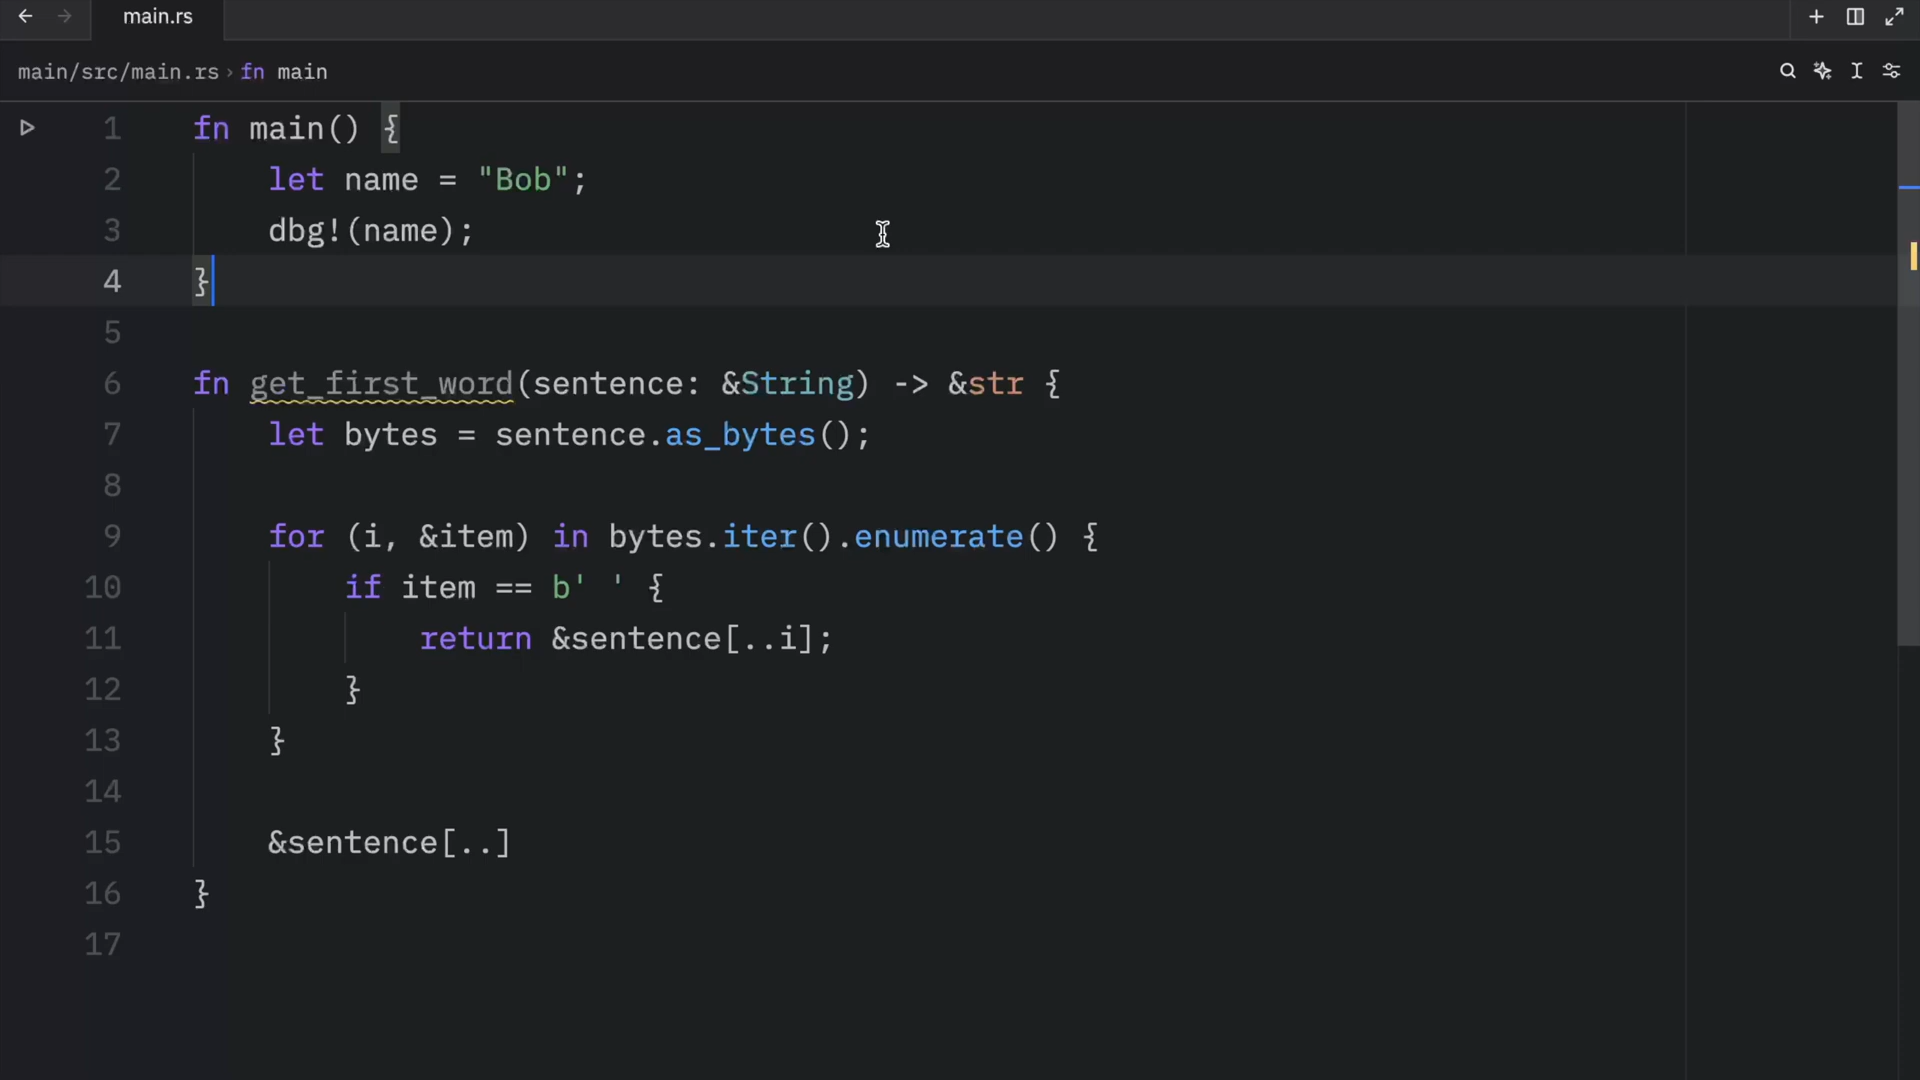 main.rs
main/src/main.rs › fn main
1 fn main() {
2     let name = "Bob";
3     dbg!(name);
4 }
5
6 fn get_first_word(sentence: &String) -> &str {
7     let bytes = sentence.as_bytes();
8
9     for (i, &item) in bytes.iter().enumerate() {
10         if item == b' ' {
11             return &sentence[..i];
12         }
13     }
14
15     &sentence[..]
16 }
17